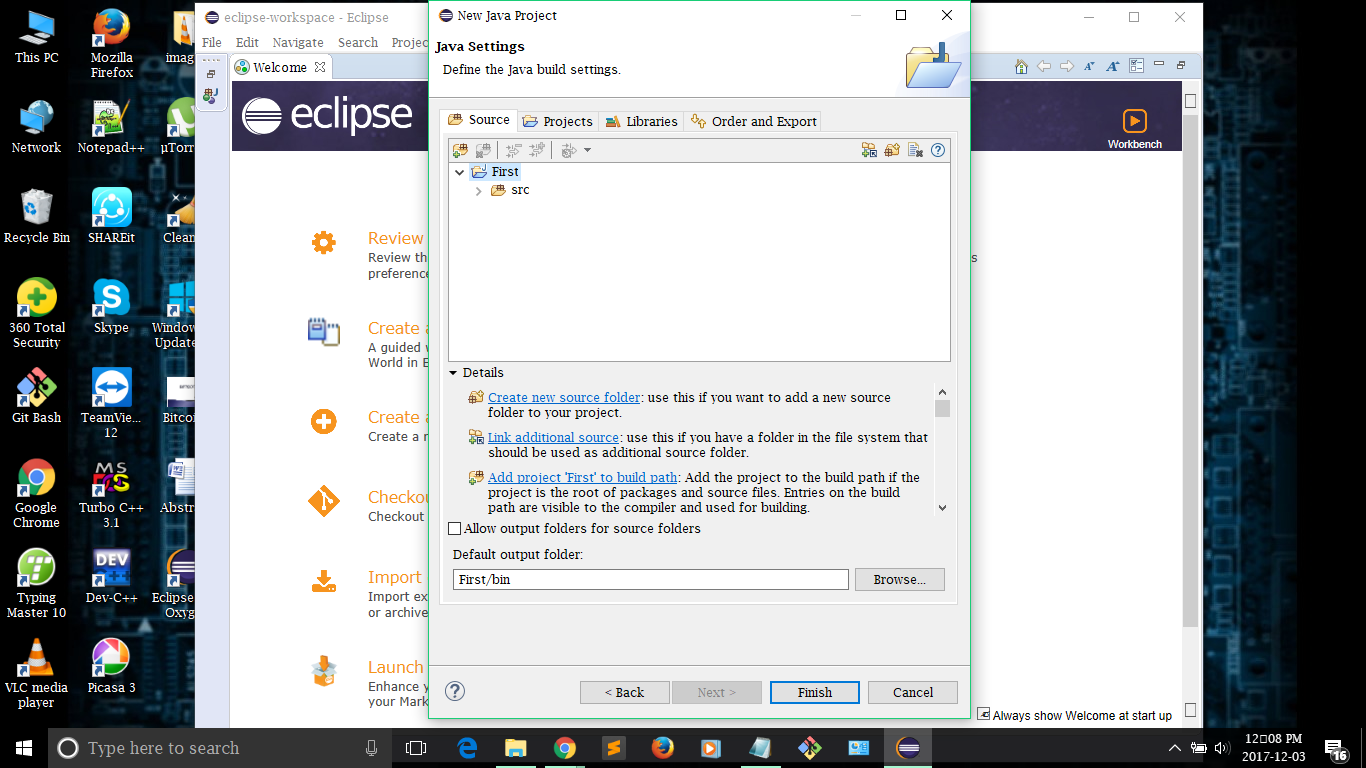 This PC
Mozilla
Firefox
imag
Network
Notepad++
µTorr
Recycle Bin
SHAREit
Clean
360 Total
Security
Skype
Window
Update
Git Bash
TeamVie...
12
Bitcoi
Google
Chrome
Turbo C++
3.1
Abstr
Typing
Master 10
DEV
Dev-C++
Eclipse
Oxyg
VLC media
player
Picasa 3
eclipse-workspace - Eclipse
File Edit Navigate Search Projec
Welcome
eclipse
Workbench
Review
Review th
preference
s
Create a
A guided w
World in E
Create a
Create a n
Checkou
Checkout
Import
Import ex
or archive
Launch
Enhance y
your Mark
Always show Welcome at start up
New Java Project
Java Settings
Define the Java build settings.
Source Projects Libraries Order and Export
First
src
Details
Create new source folder: use this if you want to add a new source
folder to your project.
Link additional source: use this if you have a folder in the file system that
should be used as additional source folder.
Add project 'First' to build path: Add the project to the build path if the
project is the root of packages and source files. Entries on the build
path are visible to the compiler and used for building.
Allow output folders for source folders
Default output folder:
First/bin Browse...
< Back Next > Finish Cancel
Type here to search
12□08 PM
2017-12-03
16